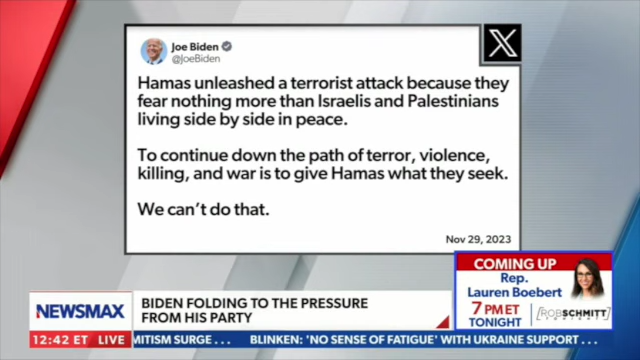 Joe Biden
@JoeBiden
X
Hamas unleashed a terrorist attack because they
fear nothing more than Israelis and Palestinians
living side by side in peace.
To continue down the path of terror, violence,
killing, and war is to give Hamas what they seek.
We can't do that.
Nov 29, 2023
COMING UP
Rep.
Lauren Boebert
7 PM ET
TONIGHT
ROB SCHMITT
NEWSMAX
BIDEN FOLDING TO THE PRESSURE
FROM HIS PARTY
12:42 ET LIVE
MITISM SURGE . . . BLINKEN: 'NO SENSE OF FATIGUE' WITH UKRAINE SUPPORT . . .